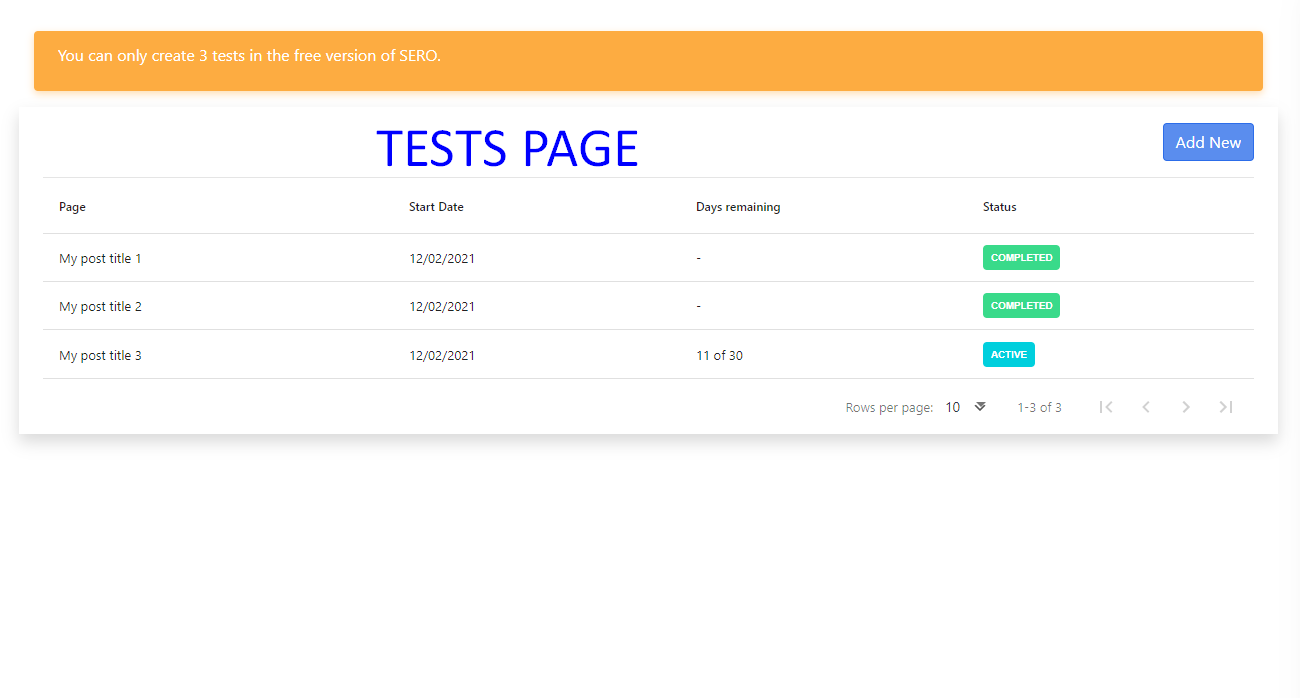 You can only create 3 tests in the free version of SERO.
TESTS PAGE
Add New
Page Start Date Days remaining Status
My post title 1 12/02/2021 - COMPLETED
My post title 2 12/02/2021 - COMPLETED
My post title 3 12/02/2021 11 of 30 ACTIVE
Rows per page: 10 1-3 of 3